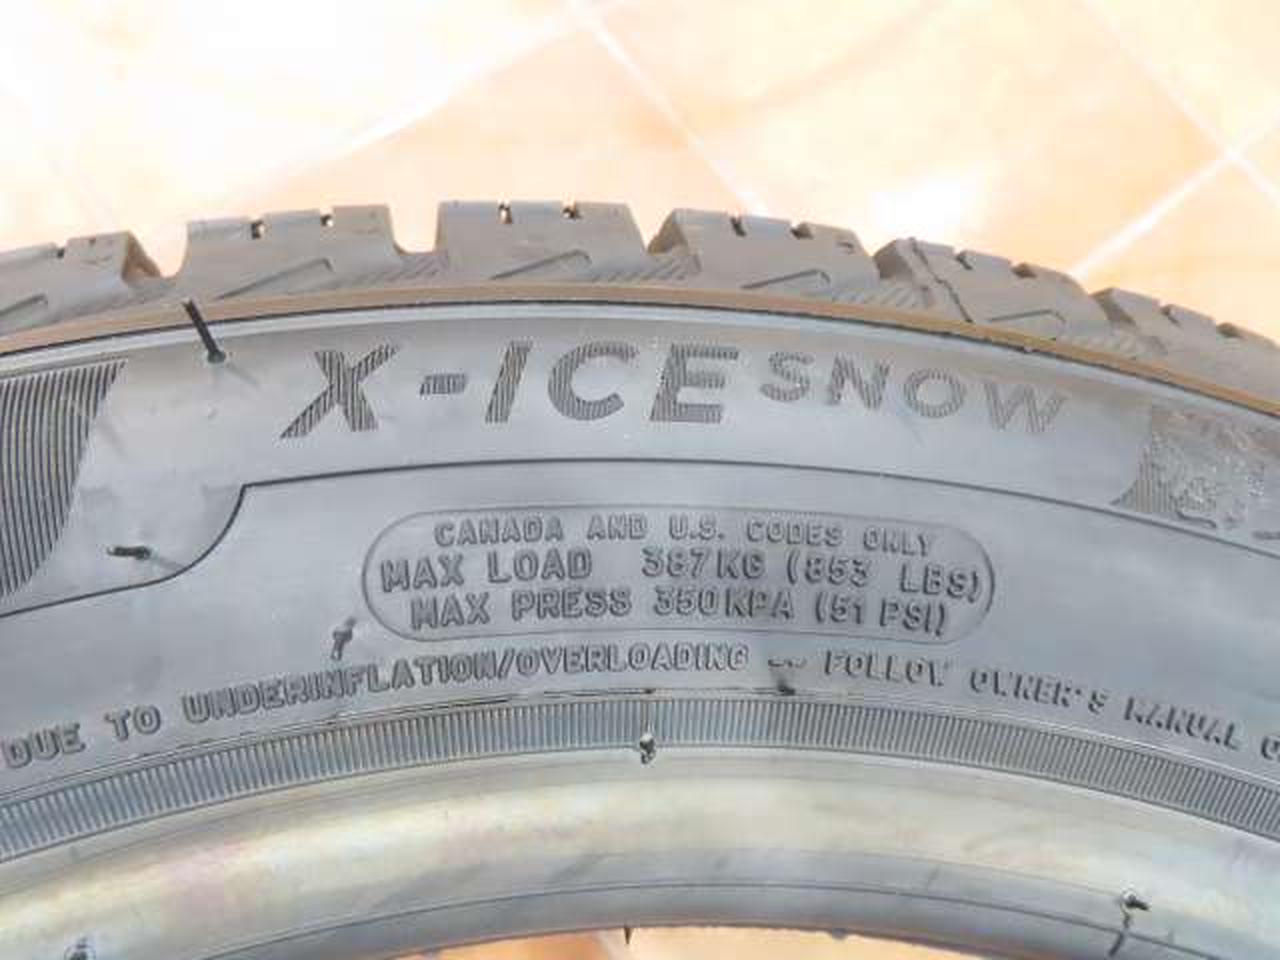 X-ICE SNOW
CANADA AND U.S. CODES ONLY
MAX LOAD 387KG (853 LBS)
MAX PRESS 350KPA (51 PSI)
DUE TO UNDERINFLATION/OVERLOADING -- FOLLOW OWNER'S MANUAL